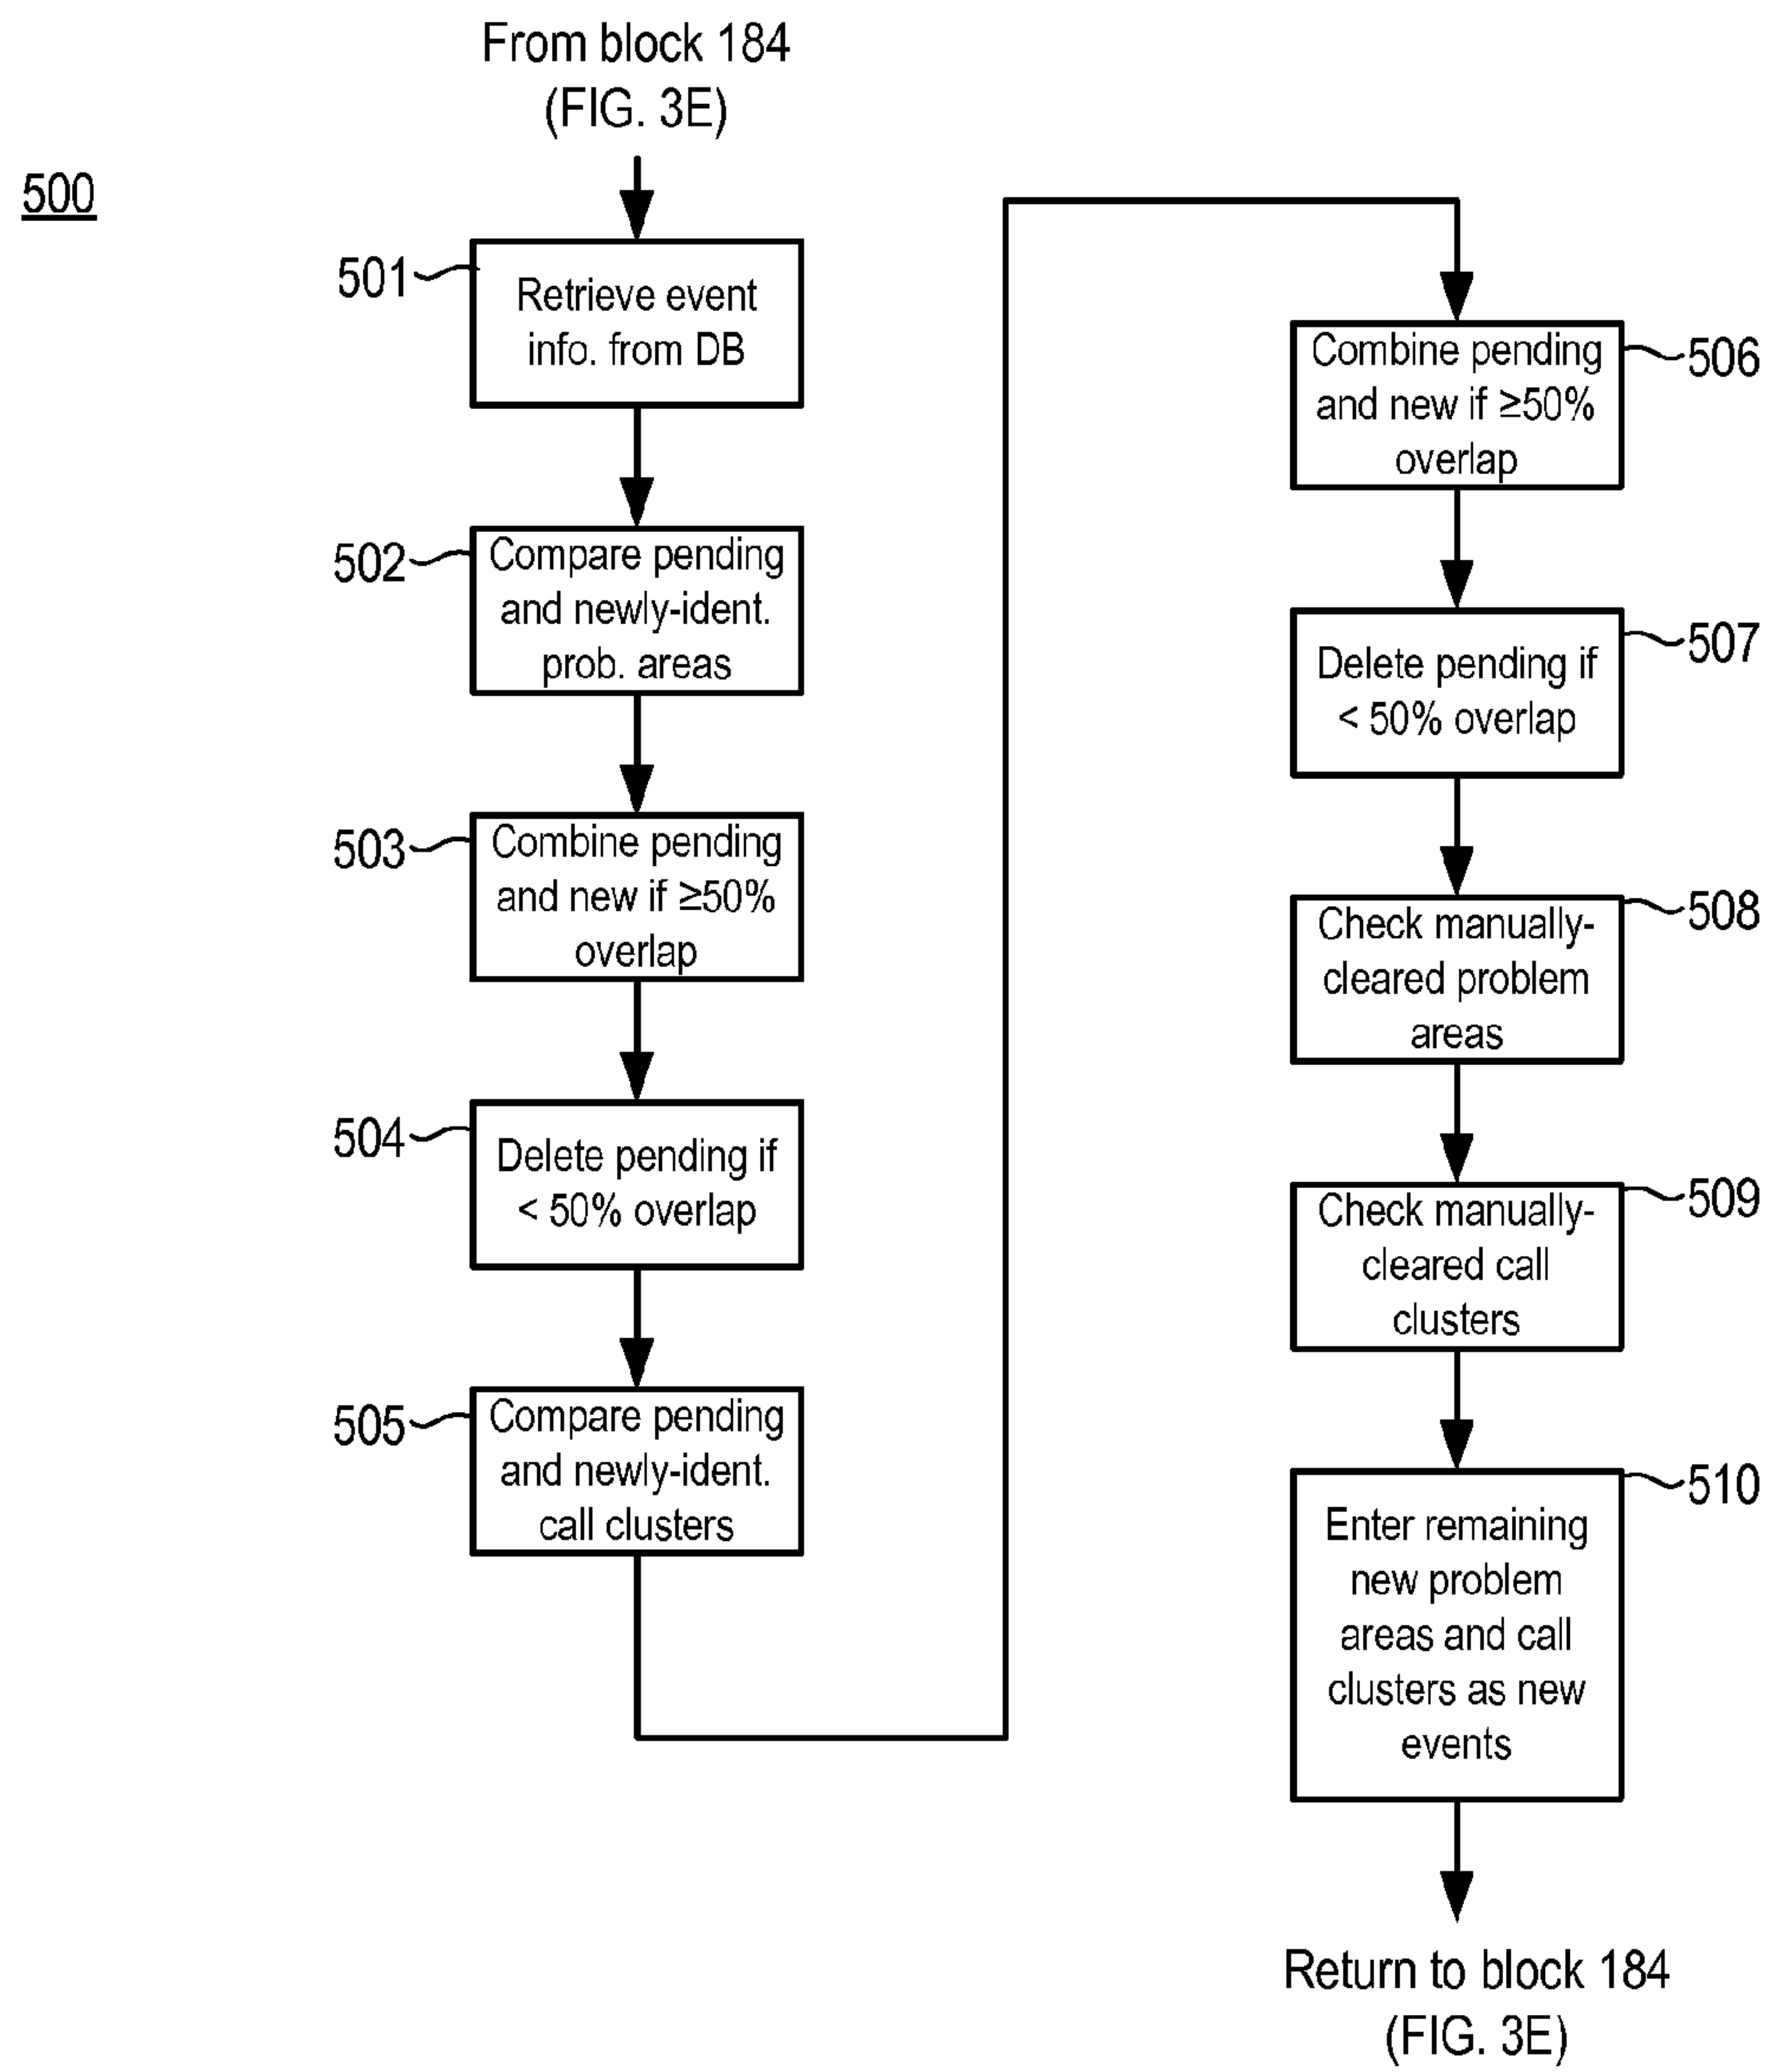 From block 184
(FIG. 3E)
500
501
Retrieve event
info. from DB
502
Compare pending
and newly-ident.
prob. areas
503
Combine pending
and new if ≥50%
overlap
504
Delete pending if
< 50% overlap
505
Compare pending
and newly-ident.
call clusters
506
Combine pending
and new if ≥50%
overlap
507
Delete pending if
< 50% overlap
508
Check manually-
cleared problem
areas
509
Check manually-
cleared call
clusters
510
Enter remaining
new problem
areas and call
clusters as new
events
Return to block 184
(FIG. 3E)